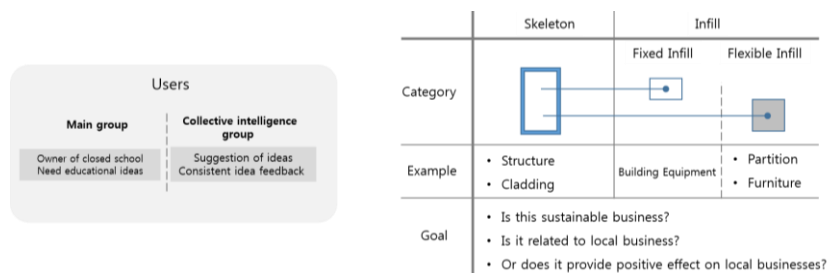 Users
Main group
Collective intelligence
group
Owner of closed school
Need educational ideas
Suggestion of ideas
Consistent idea feedback
Skeleton
Infill
Fixed Infill
Flexible Infill
Category
Example
• Structure
• Cladding
Building Equipment
• Partition
• Furniture
Goal
• Is this sustainable business?
• Is it related to local business?
• Or does it provide positive effect on local businesses?